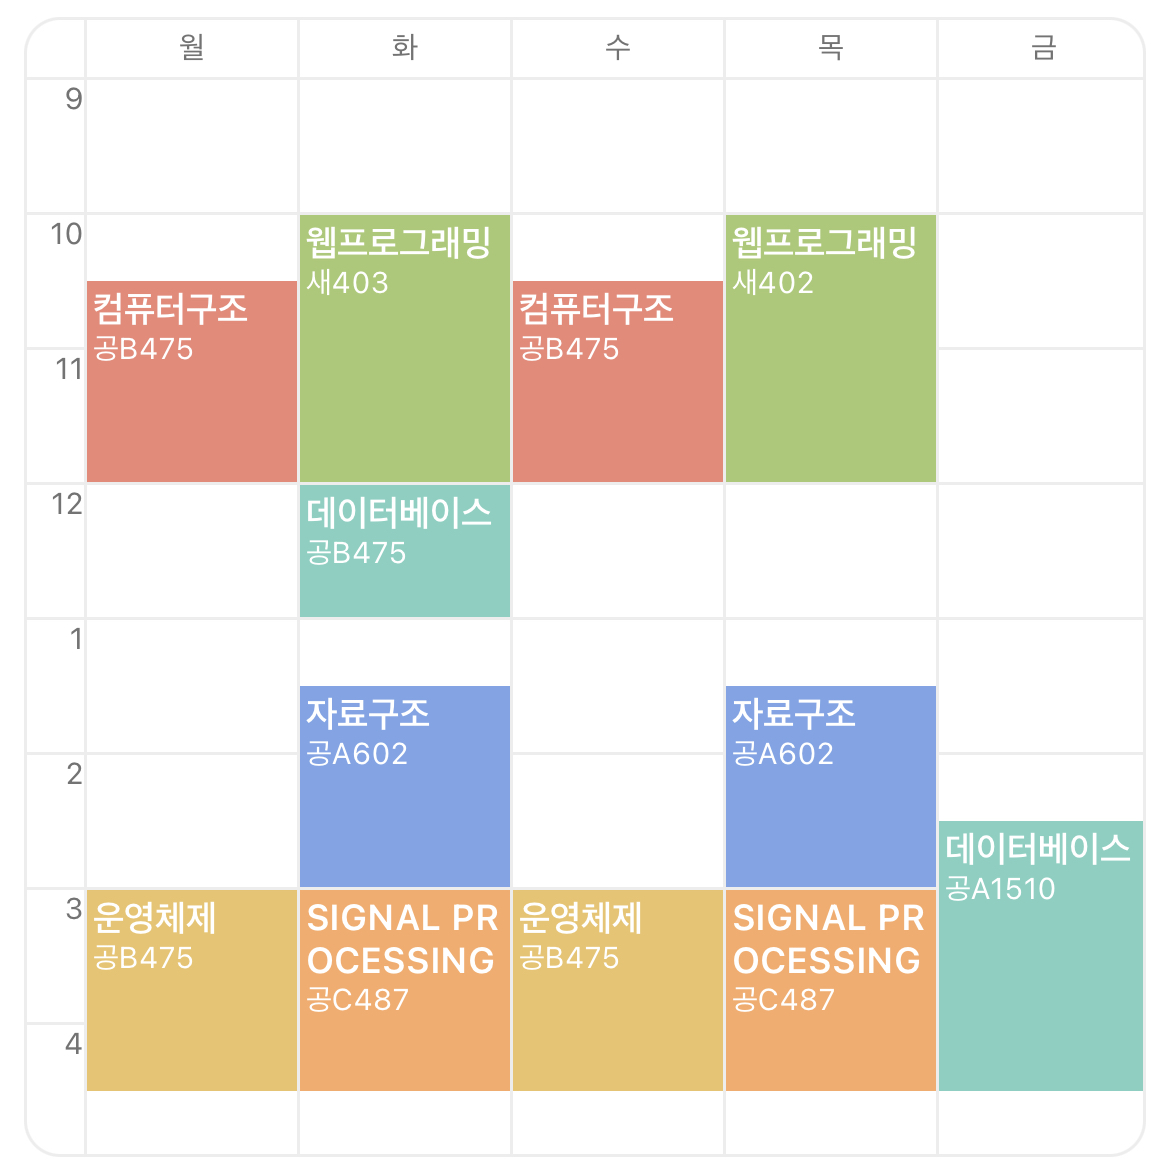 월 화 수 목 금
9
10
웹프로그래밍
새403
웹프로그래밍
새402
컴퓨터구조
공B475
컴퓨터구조
공B475
11
12
데이터베이스
공B475
1
자료구조
공A602
자료구조
공A602
2
데이터베이스
공A1510
3
운영체제
공B475
SIGNAL PR
OCESSING
공C487
운영체제
공B475
SIGNAL PR
OCESSING
공C487
4